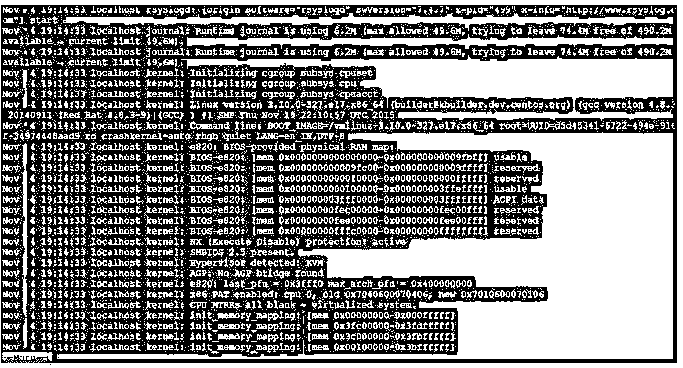 Nov 4 19:14:33 localhost rsyslogd: [origin software="rsyslogd" swVersion="7.4.7" x-pid="499" x-info="http://www.rsyslog.c
om"] start
Nov 4 19:14:33 localhost journal: Runtime journal is using 6.2M (max allowed 49.6M, trying to leave 74.4M free of 490.2M
available → current limit 49.6M).
Nov 4 19:14:33 localhost journal: Runtime journal is using 6.2M (max allowed 49.6M, trying to leave 74.4M free of 490.2M
available → current limit 49.6M).
Nov 4 19:14:33 localhost kernel: Initializing cgroup subsys cpuset
Nov 4 19:14:33 localhost kernel: Initializing cgroup subsys cpu
Nov 4 19:14:33 localhost kernel: Initializing cgroup subsys cpuacct
Nov 4 19:14:33 localhost kernel: Linux version 3.10.0-327.el7.x86_64 (builder@kbuilder.dev.centos.org) (gcc version 4.8.3
20140911 (Red Hat 4.8.3-9) (GCC) ) #1 SMP Thu Nov 19 22:10:57 UTC 2015
Nov 4 19:14:33 localhost kernel: Command line: BOOT_IMAGE=/vmlinuz-3.10.0-327.el7.x86_64
ro crashkernel=auto rhgb quiet
Nov 4 19:14:33 localhost kernel: e820: BIOS-provided physical RAM map:
Nov 4 19:14:33 localhost kernel: BIOS-e820: [mem 0x0000000000000000-0x000000000009fbff] usable
Nov 4 19:14:33 localhost kernel: BIOS-e820: [mem 0x000000000009fc00-0x000000000009ffff] reserved
Nov 4 19:14:33 localhost kernel: BIOS-e820: [mem 0x00000000000f0000-0x00000000000fffff] reserved
Nov 4 19:14:33 localhost kernel: BIOS-e820: [mem 0x0000000000100000-0x000000003ffeffff] usable
Nov 4 19:14:33 localhost kernel: BIOS-e820: [mem 0x000000003fff0000-0x000000003fffffff] ACPI data
Nov 4 19:14:33 localhost kernel: BIOS-e820: [mem 0x00000000fec00000-0x00000000fec00fff] reserved
Nov 4 19:14:33 localhost kernel: BIOS-e820: [mem 0x00000000fee00000-0x00000000fee00fff] reserved
Nov 4 19:14:33 localhost kernel: BIOS-e820: [mem 0x00000000fffc0000-0x00000000ffffffff] reserved
Nov 4 19:14:33 localhost kernel: NX (Execute Disable) protection: active
Nov 4 19:14:33 localhost kernel: SMBIOS 2.5 present.
Nov 4 19:14:33 localhost kernel: Hypervisor detected: KVM
Nov 4 19:14:33 localhost kernel: AGP: No AGP bridge found
Nov 4 19:14:33 localhost kernel: e820: last_pfn = 0x3fff0 max_arch_pfn = 0x400000000
Nov 4 19:14:33 localhost kernel: x86 PAT enabled: cpu 0, old 0x7040600070406, new 0x7010600070106
Nov 4 19:14:33 localhost kernel: CPU MTRRs all blank - virtualized system.
Nov 4 19:14:33 localhost kernel: init_memory_mapping: [mem 0x00000000-0x000fffff]
Nov 4 19:14:33 localhost kernel: init_memory_mapping: [mem 0x3fc00000-0x3fdfffff]
Nov 4 19:14:33 localhost kernel: init_memory_mapping: [mem 0x3c000000-0x3fbfffff]
Nov 4 19:14:33 localhost kernel: init_memory_mapping: [mem 0x00100000-0x3bffffff]